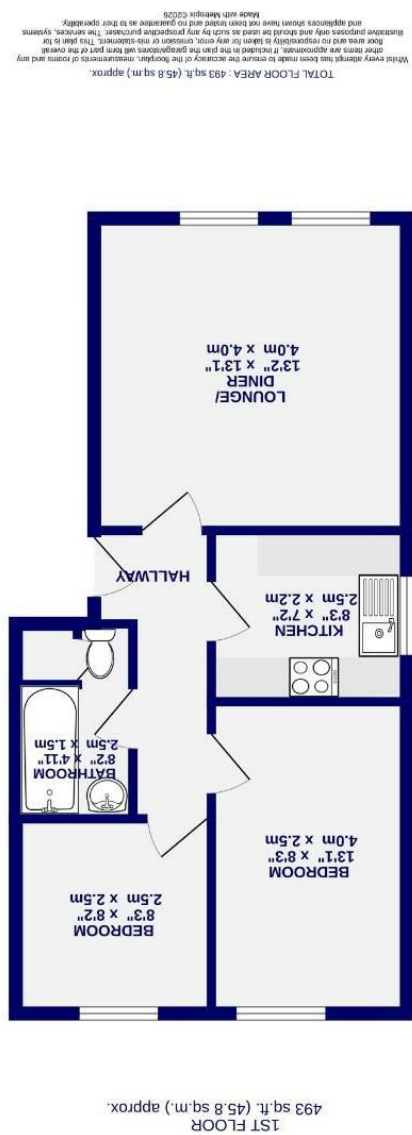 1ST FLOOR
493 sq.ft. (45.8 sq.m.) approx.
BEDROOM
8'3" x 8'2"
2.5m x 2.5m
BEDROOM
13'1" x 8'3"
4.0m x 2.5m
BATHROOM
8'2" x 4'11"
2.5m x 1.5m
KITCHEN
8'3" x 7'2"
2.5m x 2.2m
HALLWAY
LOUNGE/
DINER
13'2" x 13'1"
4.0m x 4.0m
TOTAL FLOOR AREA : 493 sq.ft. (45.8 sq.m.) approx.
Whilst every attempt has been made to ensure the accuracy of the floorplan, measurements of rooms and any
other items are approximate. If included in the plan the garage/stations will form part of the overall
floor area and no responsibility is taken for any error, omission or mis-statement. This plan is for
illustrative purposes only and should be used as such by any prospective purchaser. The services, systems
and appliances shown have not been tested and no guarantee as to their operability.
Made with Metropix ©2026